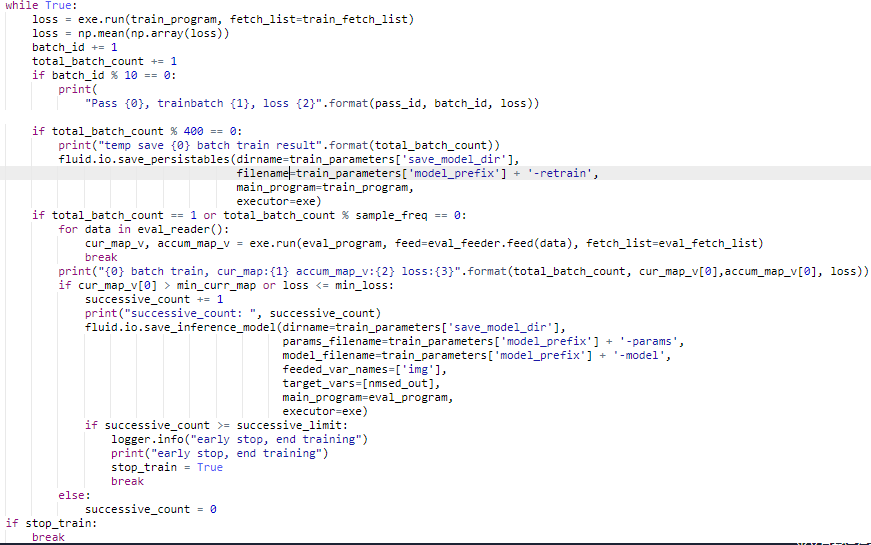 while True:
    loss = exe.run(train_program, fetch_list=train_fetch_list)
    loss = np.mean(np.array(loss))
    batch_id += 1
    total_batch_count += 1
    if batch_id % 10 == 0:
        print(
            "Pass {0}, trainbatch {1}, loss {2}".format(pass_id, batch_id, loss))
    if total_batch_count % 400 == 0:
        print("temp save {0} batch train result".format(total_batch_count))
        fluid.io.save_persistables(dirname=train_parameters['save_model_dir'],
                                   filename=train_parameters['model_prefix'] + '-retrain',
                                   main_program=train_program,
                                   executor=exe)
    if total_batch_count == 1 or total_batch_count % sample_freq == 0:
        for data in eval_reader():
            cur_map_v, accum_map_v = exe.run(eval_program, feed=eval_feeder.feed(data), fetch_list=eval_fetch_list)
            break
        print("{0} batch train, cur_map:{1} accum_map_v:{2} loss:{3}".format(total_batch_count, cur_map_v[0],accum_map_v[0], loss))
        if cur_map_v[0] > min_curr_map or loss <= min_loss:
            successive_count += 1
            print("successive_count: ", successive_count)
            fluid.io.save_inference_model(dirname=train_parameters['save_model_dir'],
                                          params_filename=train_parameters['model_prefix'] + '-params',
                                          model_filename=train_parameters['model_prefix'] + '-model',
                                          feeded_var_names=['img'],
                                          target_vars=[nmsed_out],
                                          main_program=eval_program,
                                          executor=exe)
            if successive_count >= successive_limit:
                logger.info("early stop, end training")
                print("early stop, end training")
                stop_train = True
                break
        else:
            successive_count = 0
if stop_train:
    break